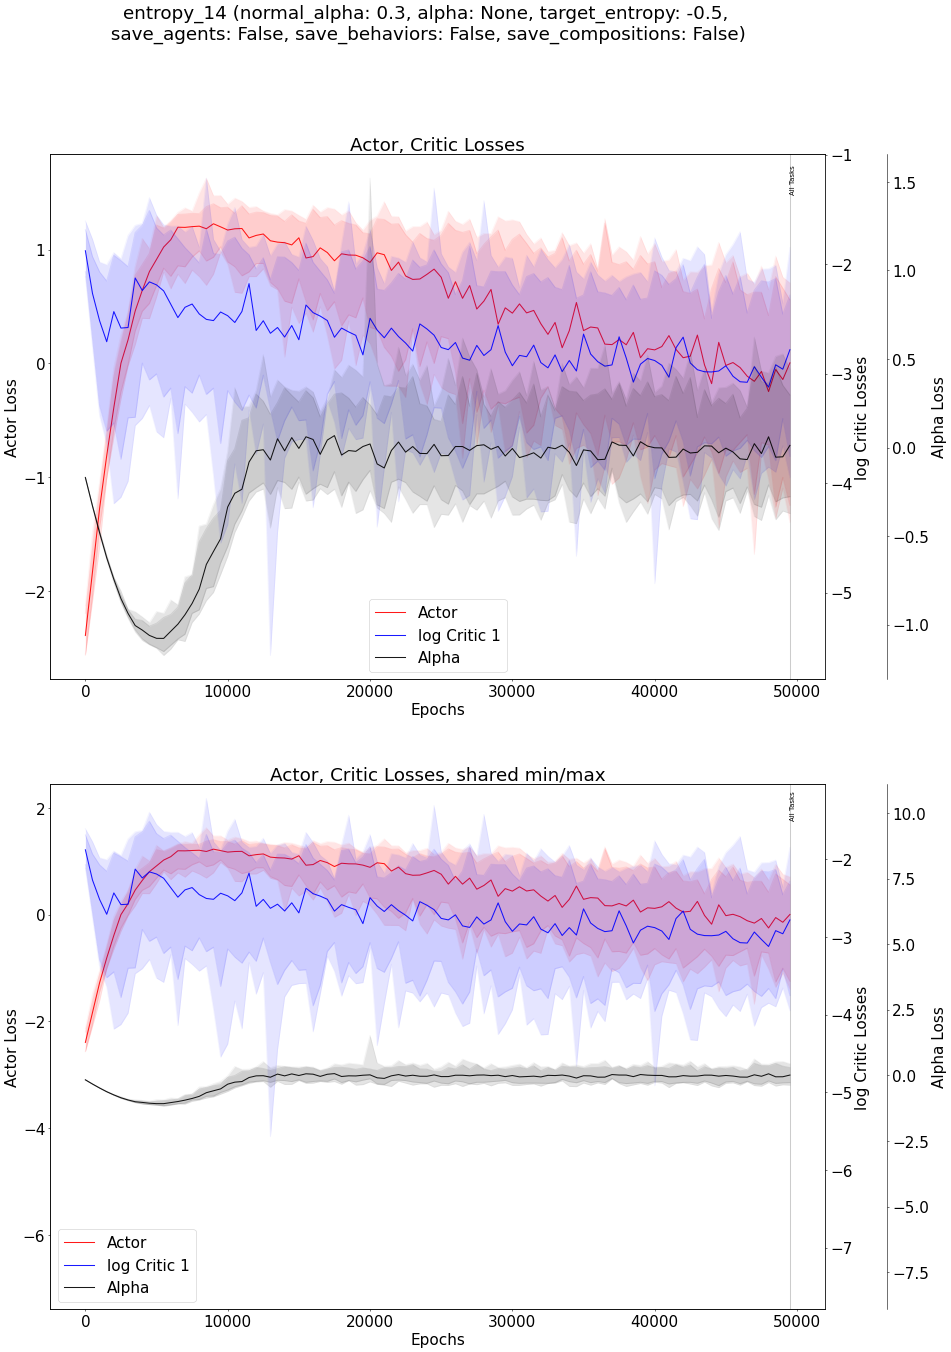 entropy_14 (normal_alpha: 0.3, alpha: None, target_entropy: -0.5,
save_agents: False, save_behaviors: False, save_compositions: False)
Actor, Critic Losses
1
0
−1
−2
Actor Loss
−1
−2
−3
−4
−5
log Critic Losses
1.5
1.0
0.5
0.0
−0.5
−1.0
Alpha Loss
All Tasks
Actor
log Critic 1
Alpha
0
10000
20000
30000
40000
50000
Epochs
Actor, Critic Losses, shared min/max
2
0
−2
−4
−6
Actor Loss
−2
−3
−4
−5
−6
−7
log Critic Losses
10.0
7.5
5.0
2.5
0.0
−2.5
−5.0
−7.5
Alpha Loss
All Tasks
Actor
log Critic 1
Alpha
0
10000
20000
30000
40000
50000
Epochs